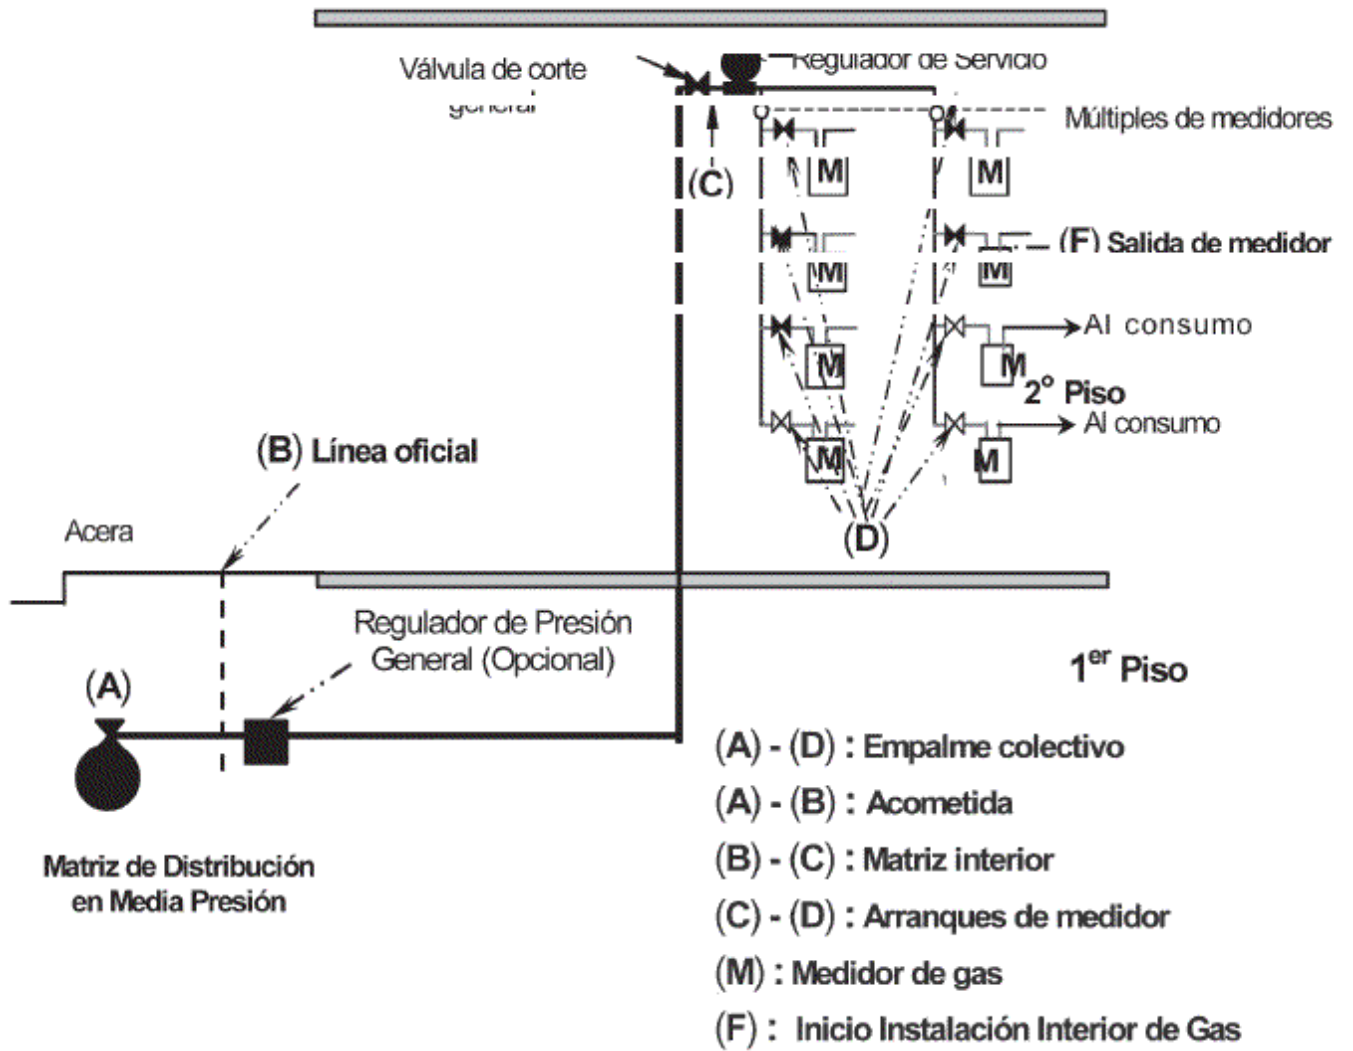 Válvula de corte
general
Regulador de Servicio
Múltiples de medidores
(C)
M
M
(F) Salida de medidor
M
M
Al consumo
M
M
2° Piso
Al consumo
M
M
(B) Línea oficial
(D)
Acera
Regulador de Presión
General (Opcional)
1er Piso
(A)
Matriz de Distribución
en Media Presión
(A) - (D) : Empalme colectivo
(A) - (B) : Acometida
(B) - (C) : Matriz interior
(C) - (D) : Arranques de medidor
(M) : Medidor de gas
(F) : Inicio Instalación Interior de Gas